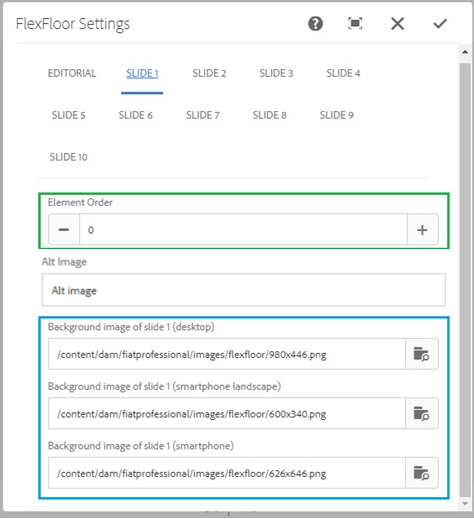 FlexFloor Settings
EDITORIAL SLIDE 1 SLIDE 2 SLIDE 3 SLIDE 4
SLIDE 5 SLIDE 6 SLIDE 7 SLIDE 8 SLIDE 9
SLIDE 10
Element Order
0
Alt Image
Alt image
Background image of slide 1 (desktop)
/content/dam/fiatprofessional/images/flexfloor/980x446.png
Background image of slide 1 (smartphone landscape)
/content/dam/fiatprofessional/images/flexfloor/600x340.png
Background image of slide 1 (smartphone)
/content/dam/fiatprofessional/images/flexfloor/626x646.png